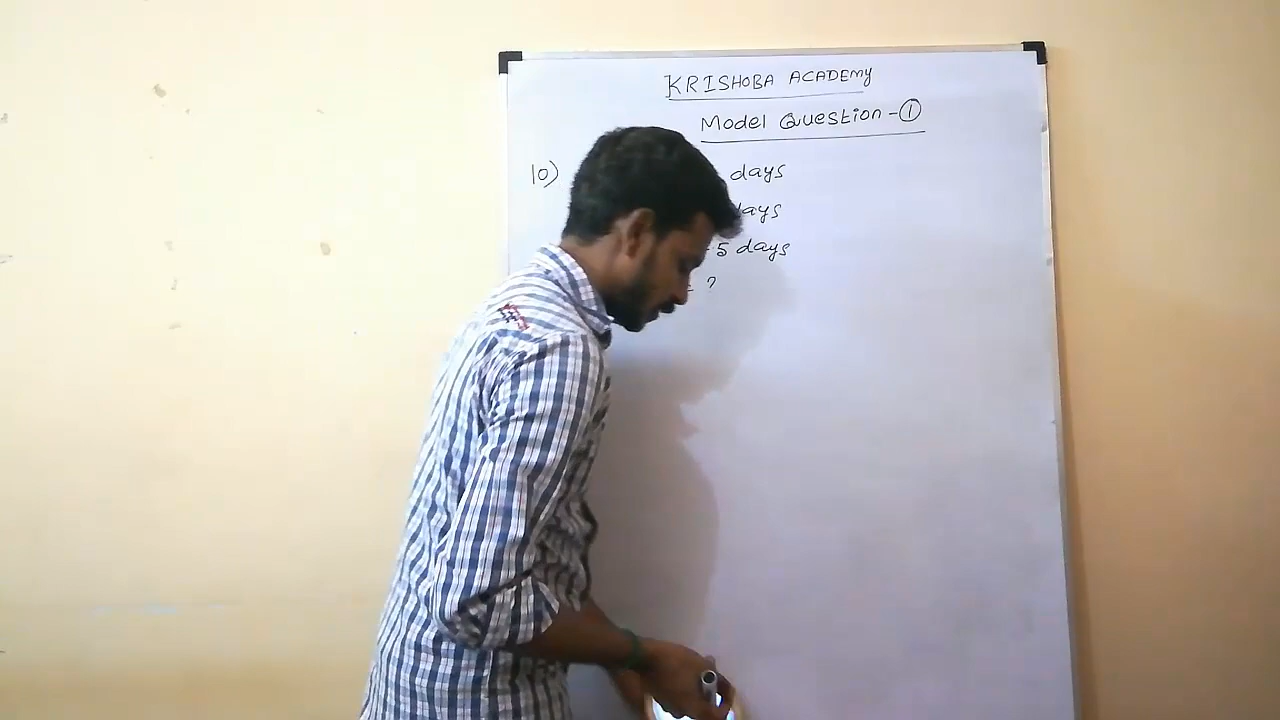 KRISHOBA ACADEMY
Model Question - ①
10) days
days
5 days
= ?